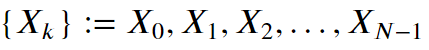 {X_k} := X_0, X_1, X_2, ..., X_{N-1}